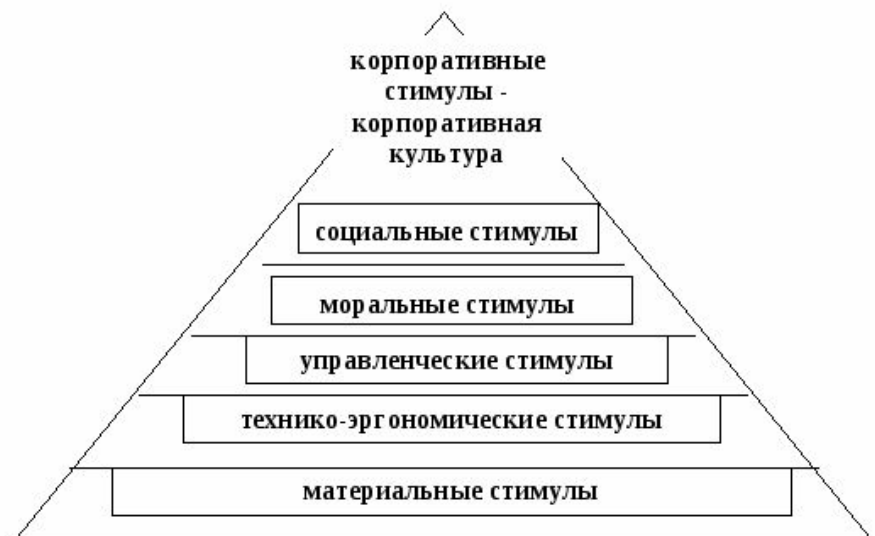 корпоративные
стимулы -
корпоративная
культура
социальные стимулы
моральные стимулы
управленческие стимулы
технико-эргономические стимулы
материальные стимулы